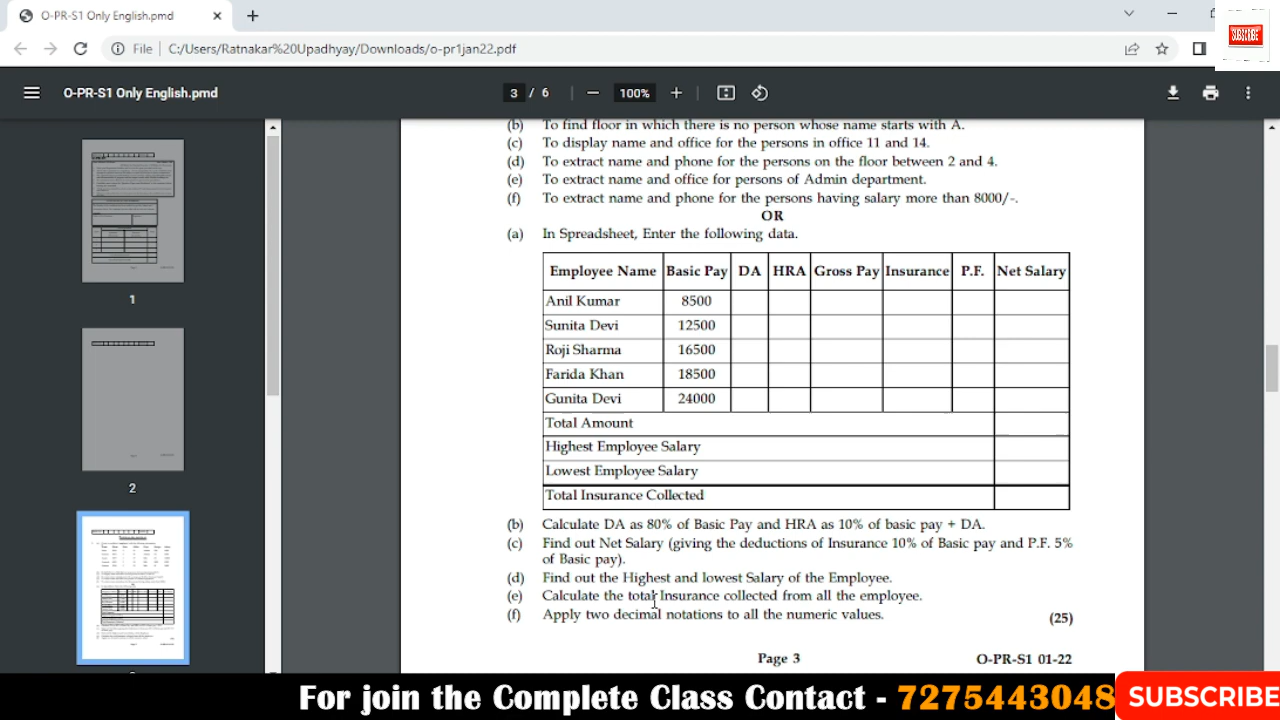 O-PR-S1 Only English.pmd
SUBSCRIBE
File C:/Users/Ratnakar%20Upadhyay/Downloads/o-pr1jan22.pdf
O-PR-S1 Only English.pmd 3 / 6 100%
(b) To find floor in which there is no person whose name starts with A.
(c) To display name and office for the persons in office 11 and 14.
(d) To extract name and phone for the persons on the floor between 2 and 4.
(e) To extract name and office for persons of Admin department.
(f) To extract name and phone for the persons having salary more than 8000/-.
OR
(a) In Spreadsheet, Enter the following data.
Employee Name Basic Pay DA HRA Gross Pay Insurance P.F. Net Salary
Anil Kumar 8500
Sunita Devi 12500
Roji Sharma 16500
Farida Khan 18500
Gunita Devi 24000
Total Amount
Highest Employee Salary
Lowest Employee Salary
Total Insurance Collected
(b) Calculate DA as 80% of Basic Pay and HRA as 10% of basic pay + DA.
(c) Find out Net Salary (giving the deductions of Insurance 10% of Basic pay and P.F. 5%
of Basic pay).
(d) Find out the Highest and lowest Salary of the Employee.
(e) Calculate the total Insurance collected from all the employee.
(f) Apply two decimal notations to all the numeric values. (25)
Page 3 O-PR-S1 01-22
1
2
For join the Complete Class Contact - 7275443048
SUBSCRIBE